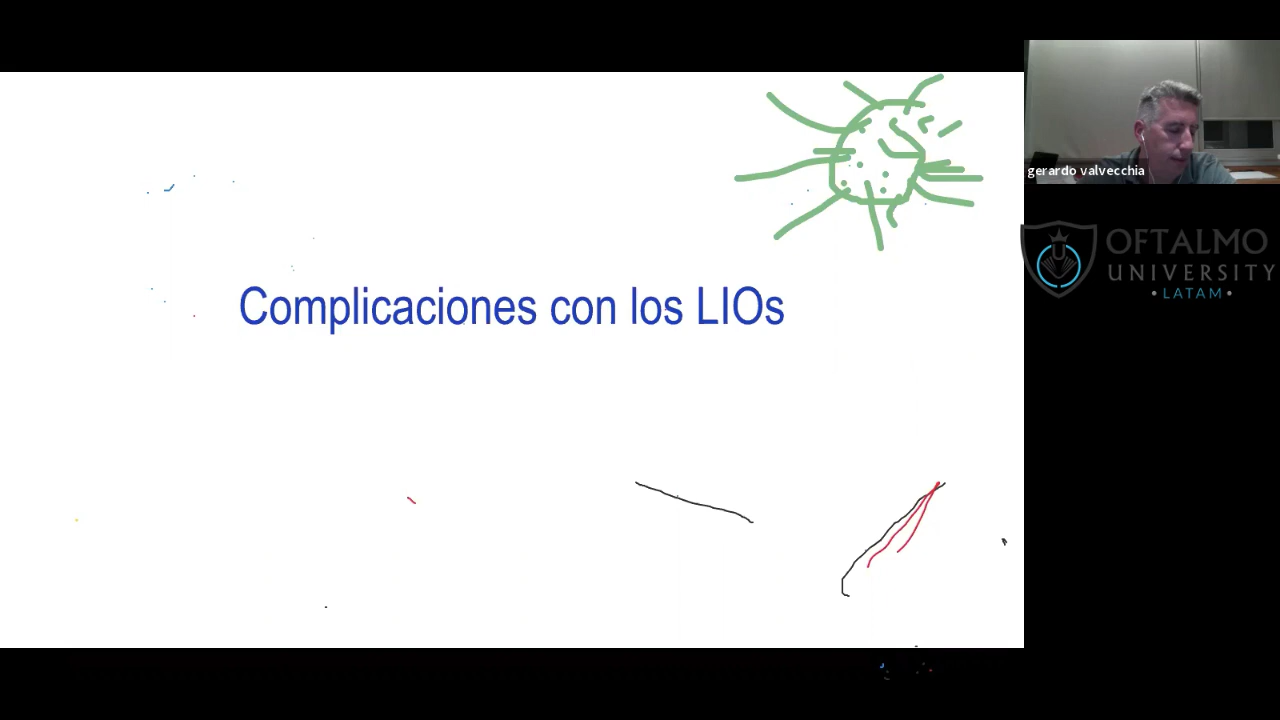 Complicaciones con los LIOs
gerardo valvecchia
OFTALMO
UNIVERSITY
• LATAM •